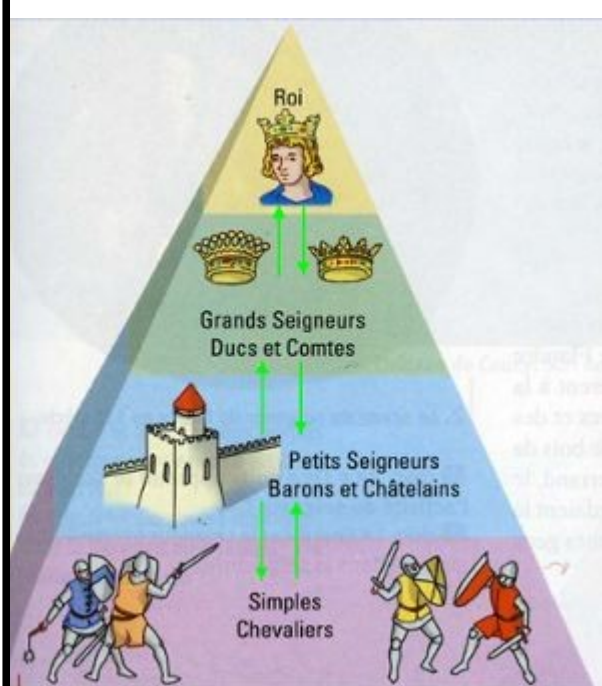 Roi
Grands Seigneurs
Ducs et Comtes
Petits Seigneurs
Barons et Châtelains
Simples
Chevaliers